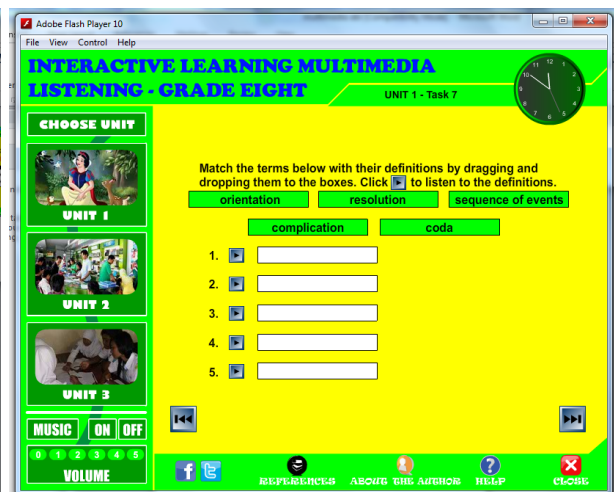 Adobe Flash Player 10
File View Control Help
INTERACTIVE LEARNING MULTIMEDIA
LISTENING - GRADE EIGHT
UNIT 1 - Task 7
CHOOSE UNIT
UNIT 1
UNIT 2
UNIT 3
MUSIC ON OFF
0 1 2 3 4 5
VOLUME
Match the terms below with their definitions by dragging and
dropping them to the boxes. Click to listen to the definitions.
orientation resolution sequence of events
complication coda
1.
2.
3.
4.
5.
REFERENCES ABOUT THE AUTHOR HELP CLOSE